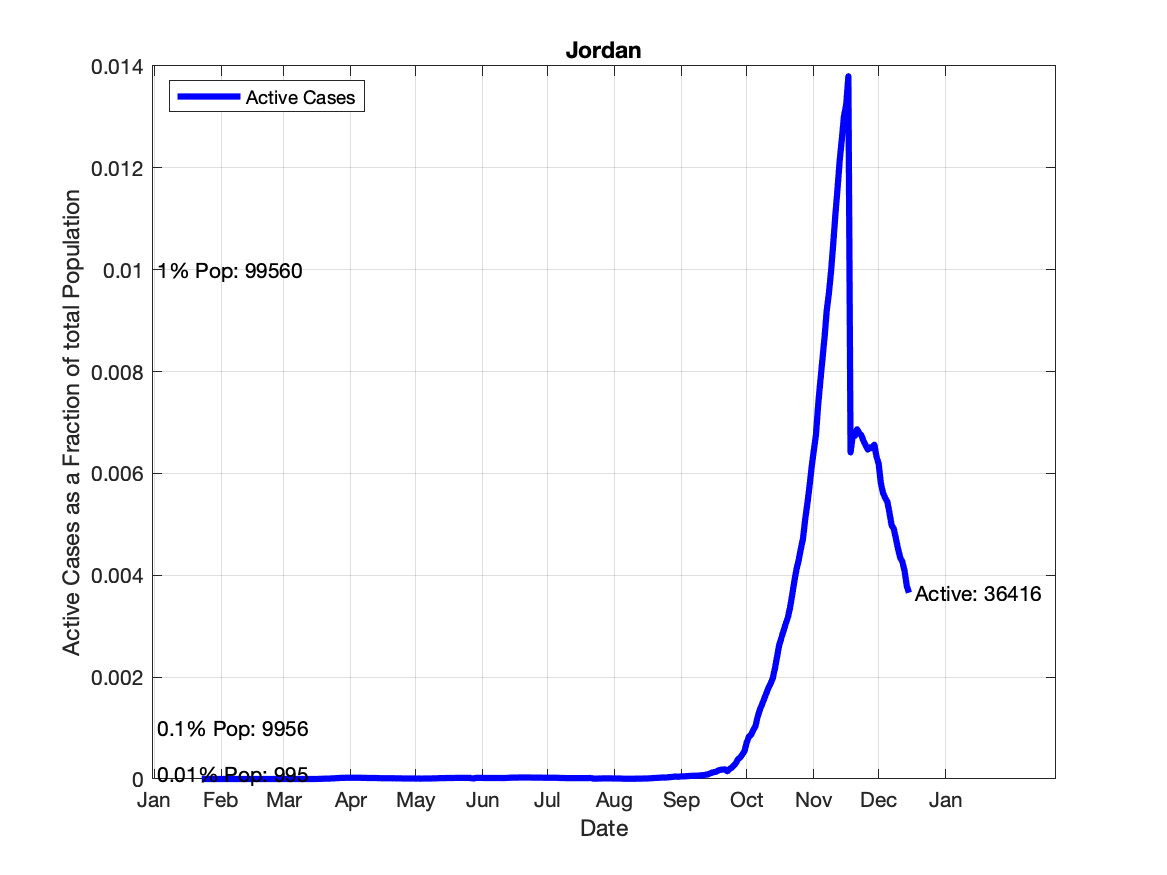 Jordan
Active Cases
Active Cases as a Fraction of total Population
0.014
0.012
0.01
0.008
0.006
0.004
0.002
0
1% Pop: 99560
0.1% Pop: 9956
0.01% Pop: 995
Active: 36416
Jan Feb Mar Apr May Jun Jul Aug Sep Oct Nov Dec Jan
Date